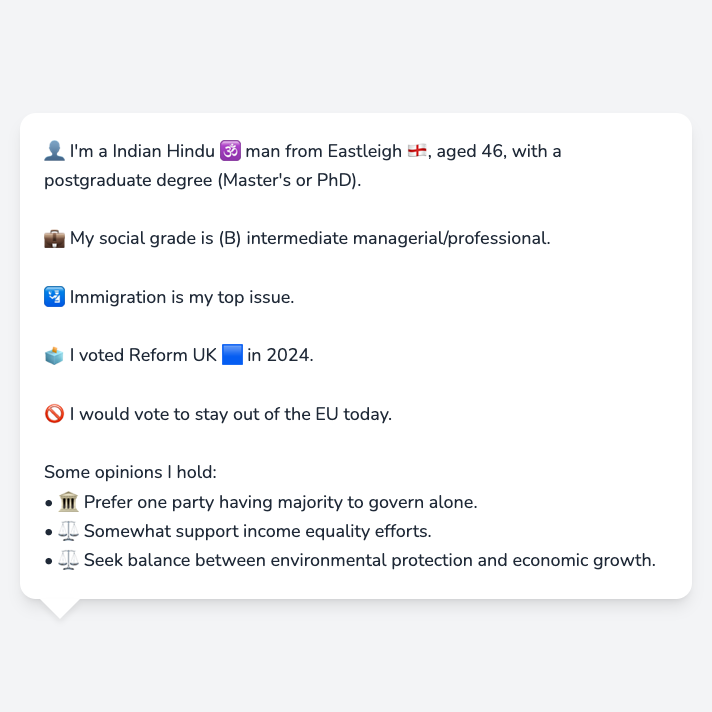 👤 I'm a Indian Hindu 🕉️ man from Eastleigh 🏴󠁧󠁢󠁥󠁮󠁧󠁿, aged 46, with a
postgraduate degree (Master's or PhD).
💼 My social grade is (B) intermediate managerial/professional.
🛂 Immigration is my top issue.
🗳️ I voted Reform UK 🟦 in 2024.
🚫 I would vote to stay out of the EU today.
Some opinions I hold:
• 🏛️ Prefer one party having majority to govern alone.
• ⚖️ Somewhat support income equality efforts.
• ⚖️ Seek balance between environmental protection and economic growth.